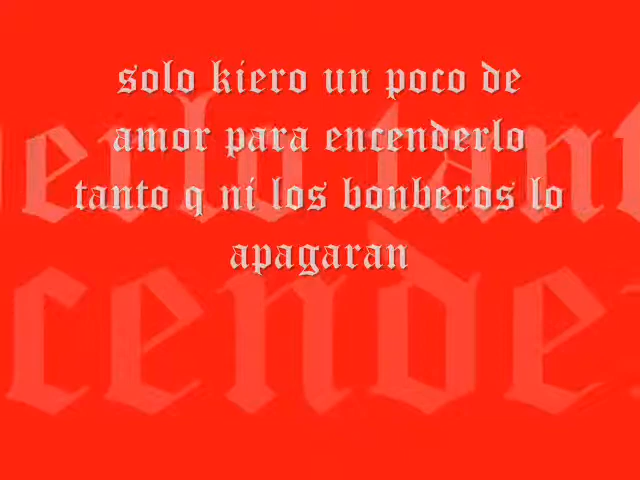 solo kiero un poco de
amor para encenderlo
tanto q ni los bonberos lo
apagaran